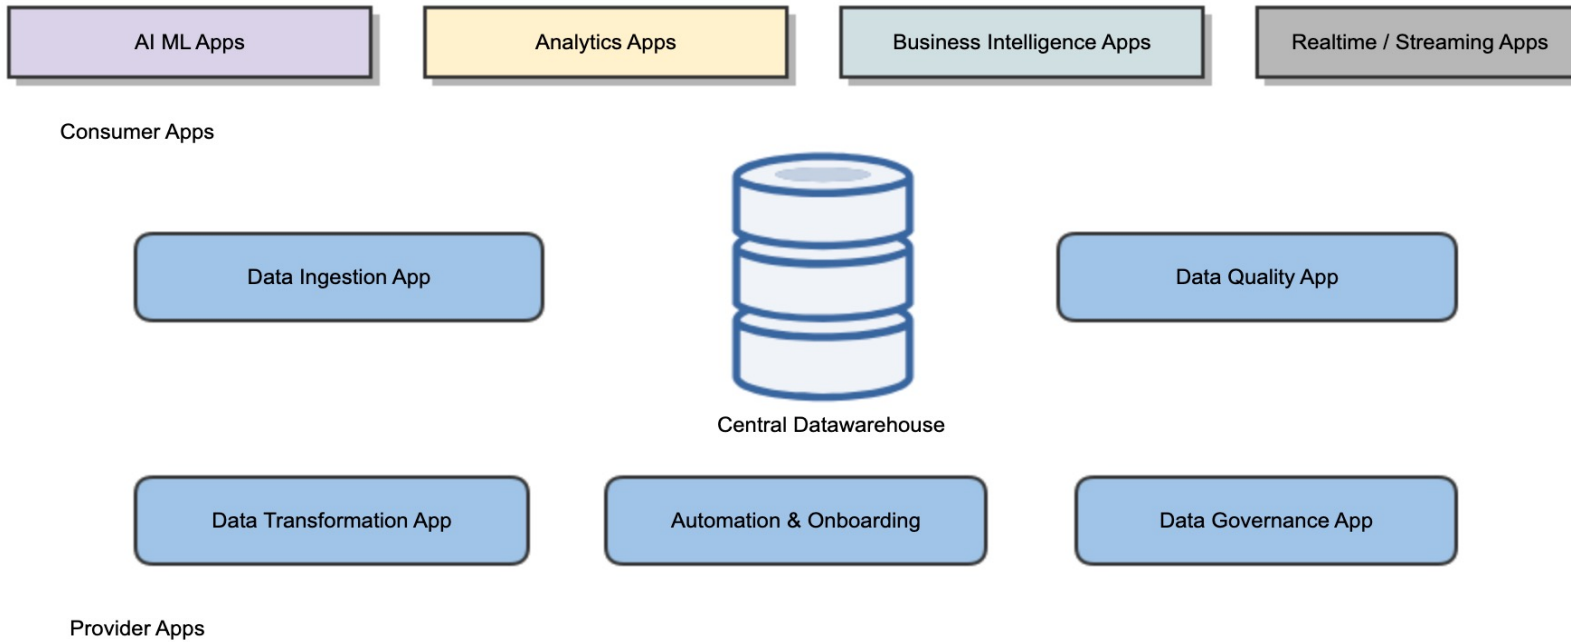 AI ML Apps
Analytics Apps
Business Intelligence Apps
Realtime / Streaming Apps
Consumer Apps
Data Ingestion App
Data Quality App
Central Datawarehouse
Data Transformation App
Automation & Onboarding
Data Governance App
Provider Apps